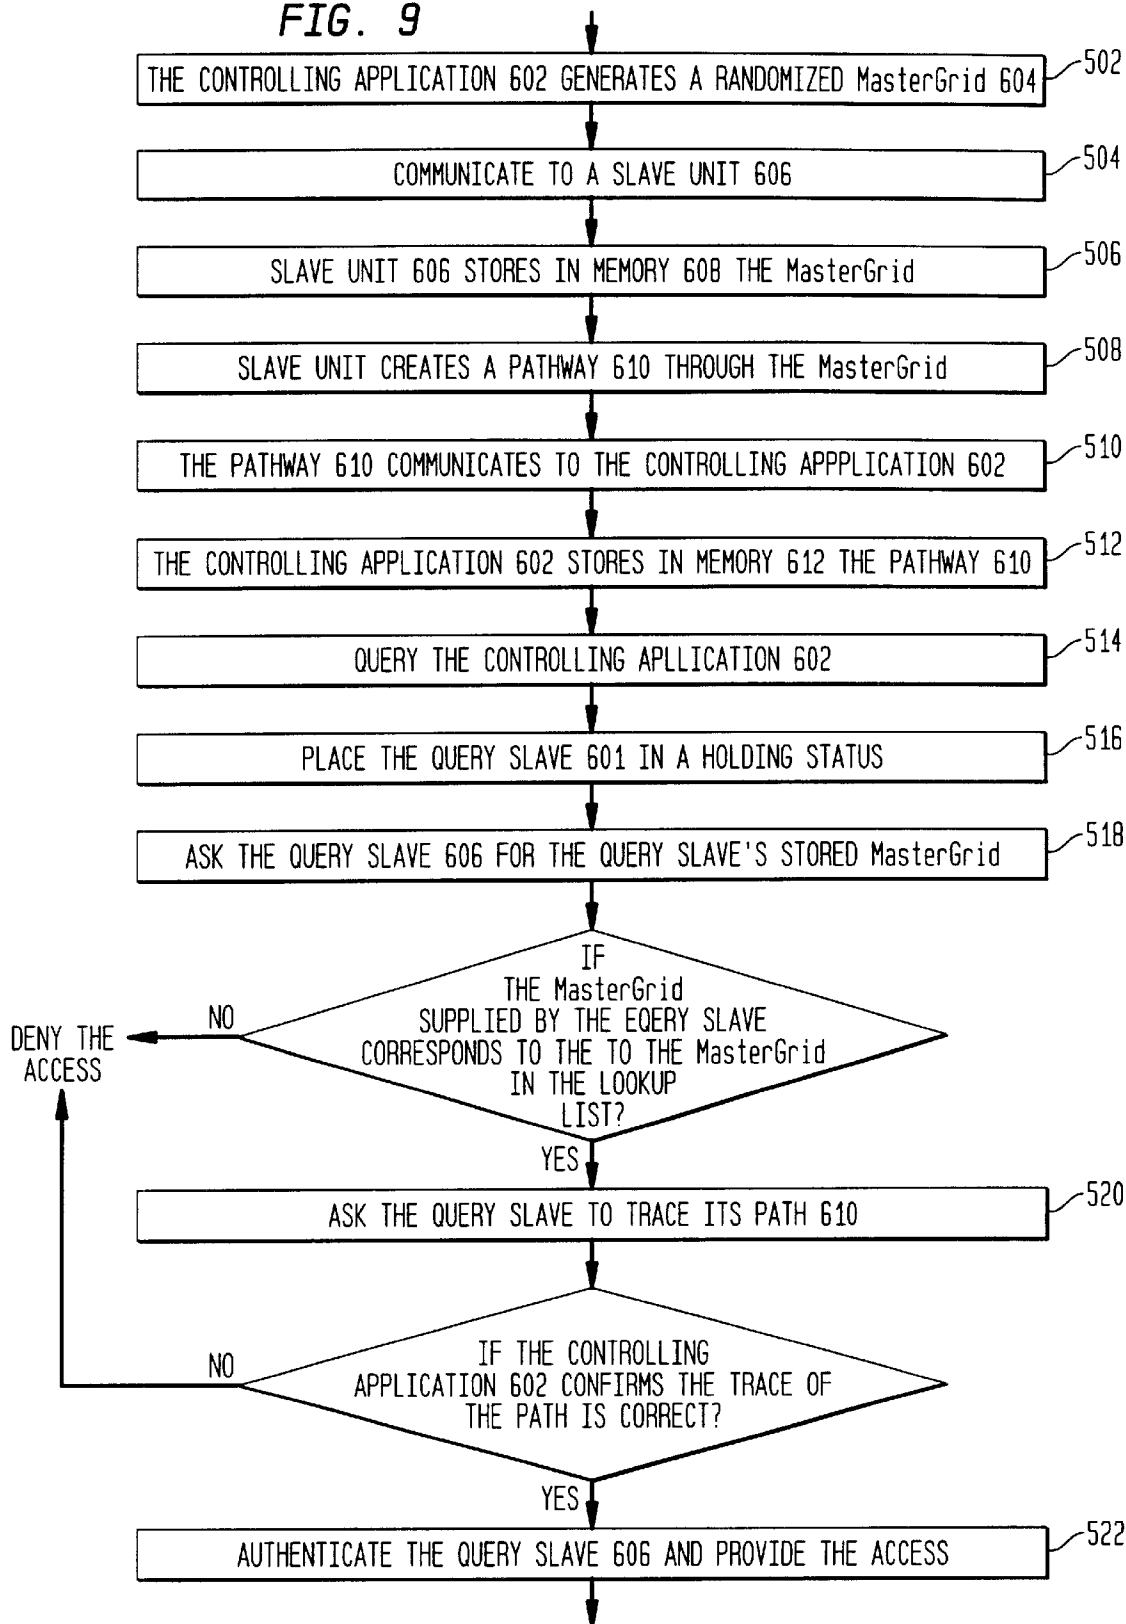 FIG. 9
THE CONTROLLING APPLICATION 602 GENERATES A RANDOMIZED MasterGrid 604
502
COMMUNICATE TO A SLAVE UNIT 606
504
SLAVE UNIT 606 STORES IN MEMORY 608 THE MasterGrid
506
SLAVE UNIT CREATES A PATHWAY 610 THROUGH THE MasterGrid
508
THE PATHWAY 610 COMMUNICATES TO THE CONTROLLING APPPLICATION 602
510
THE CONTROLLING APPLICATION 602 STORES IN MEMORY 612 THE PATHWAY 610
512
QUERY THE CONTROLLING APLLICATION 602
514
PLACE THE QUERY SLAVE 601 IN A HOLDING STATUS
516
ASK THE QUERY SLAVE 606 FOR THE QUERY SLAVE'S STORED MasterGrid
518
IF
THE MasterGrid
SUPPLIED BY THE EQERY SLAVE
CORRESPONDS TO THE TO THE MasterGrid
IN THE LOOKUP
LIST?
NO
DENY THE
ACCESS
YES
ASK THE QUERY SLAVE TO TRACE ITS PATH 610
520
IF THE CONTROLLING
APPLICATION 602 CONFIRMS THE TRACE OF
THE PATH IS CORRECT?
NO
YES
AUTHENTICATE THE QUERY SLAVE 606 AND PROVIDE THE ACCESS
522